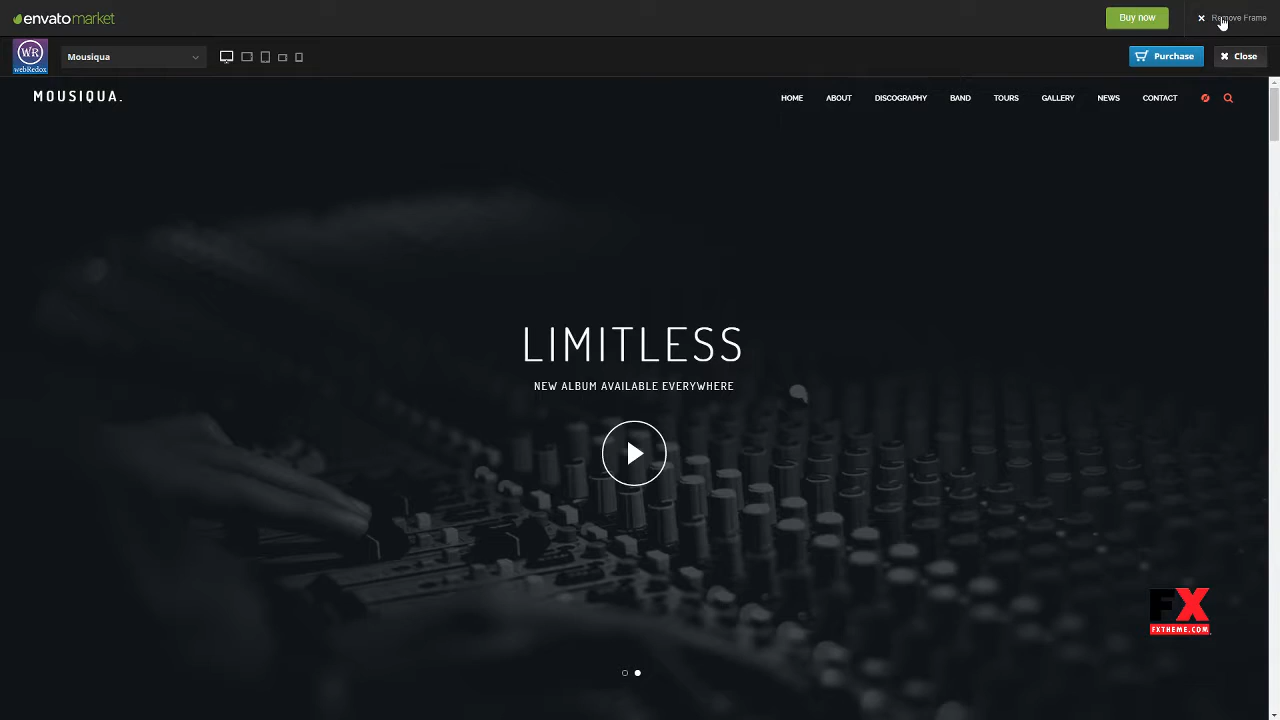 envatomarket
Buy now
Remove Frame
WR
webRedox
Mousiqua
Purchase
Close
MOUSIQUA.
HOME
ABOUT
DISCOGRAPHY
BAND
TOURS
GALLERY
NEWS
CONTACT
LIMITLESS
NEW ALBUM AVAILABLE EVERYWHERE
FX
FXTHEME.COM